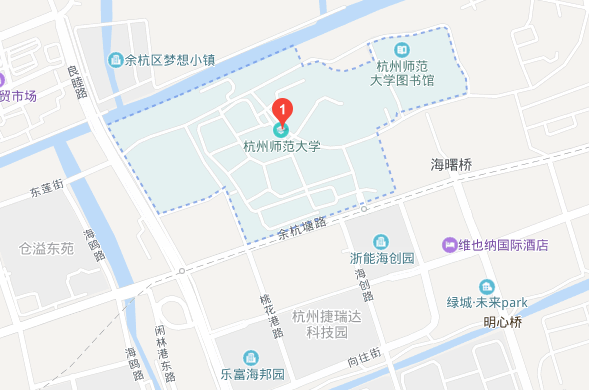 良睦路
余杭区梦想小镇
杭州师范
大学图书馆
贸市场
1
杭州师范大学
海曙桥
东莲街
余杭塘路
海鸥路
仓溢东苑
维也纳国际酒店
浙能海创园
海创路
绿城·未来park
桃花港路
杭州捷瑞达
科技园
明心桥
闲林港东路
海鸥路
向往街
乐富海邦园